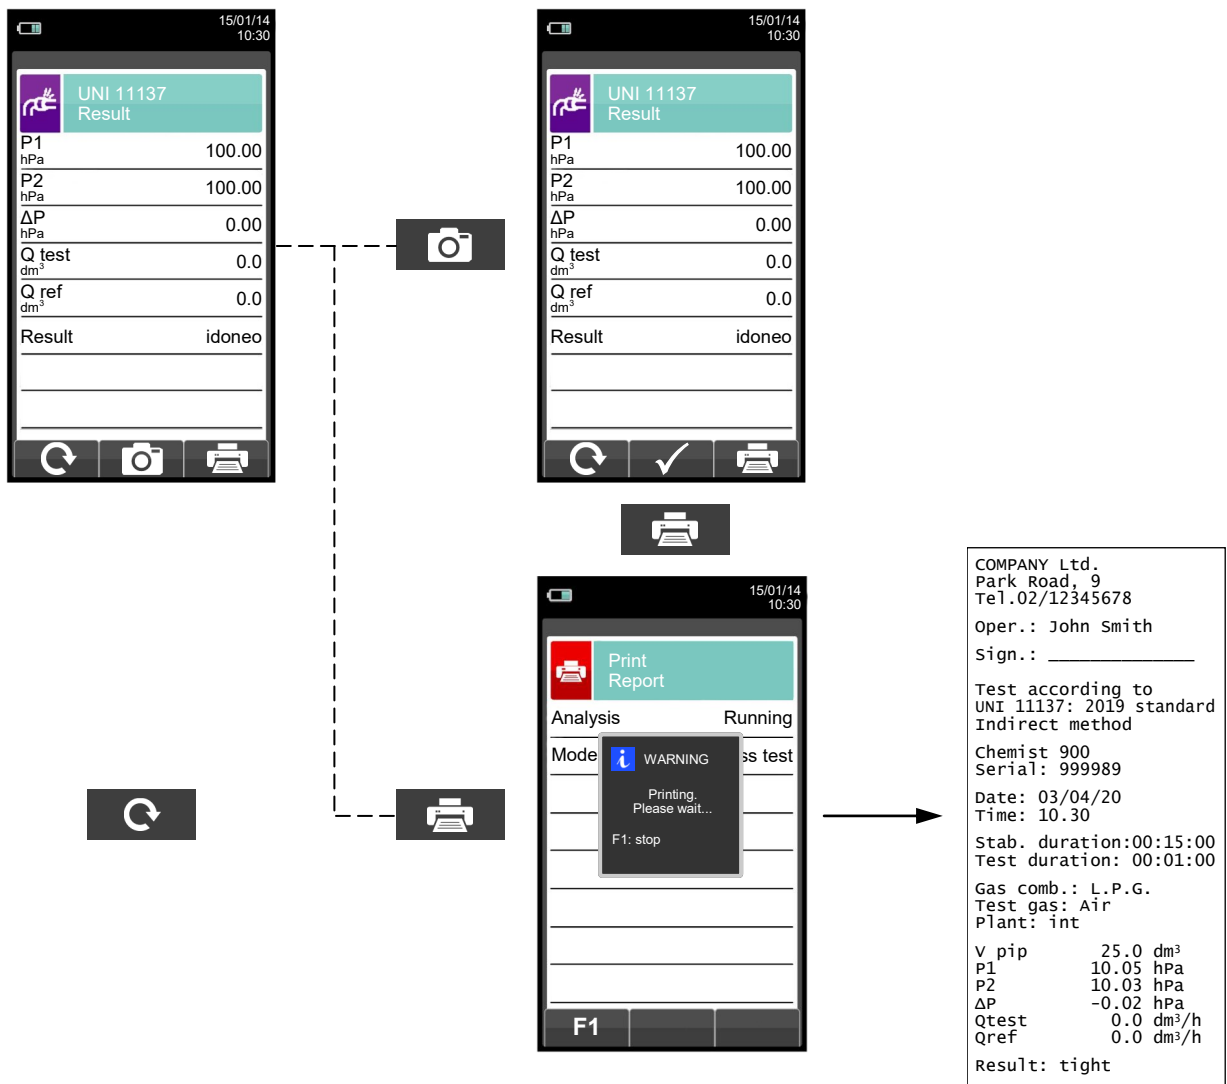 15/01/14
10:30
UNI 11137
Result
P1
hPa
100.00
P2
hPa
100.00
ΔP
hPa
0.00
Q test
dm³
0.0
Q ref
dm³
0.0
Result idoneo
15/01/14
10:30
UNI 11137
Result
P1
hPa
100.00
P2
hPa
100.00
ΔP
hPa
0.00
Q test
dm³
0.0
Q ref
dm³
0.0
Result idoneo
15/01/14
10:30
Print
Report
Analysis Running
Mode ss test
WARNING
Printing.
Please wait...
F1: stop
F1
COMPANY Ltd.
Park Road, 9
Tel.02/12345678
Oper.: John Smith
Sign.: ______________
Test according to
UNI 11137: 2019 standard
Indirect method
Chemist 900
Serial: 999989
Date: 03/04/20
Time: 10.30
Stab. duration:00:15:00
Test duration: 00:01:00
Gas comb.: L.P.G.
Test gas: Air
Plant: int
V pip 25.0 dm³
P1 10.05 hPa
P2 10.03 hPa
ΔP -0.02 hPa
Qtest 0.0 dm³/h
Qref 0.0 dm³/h
Result: tight